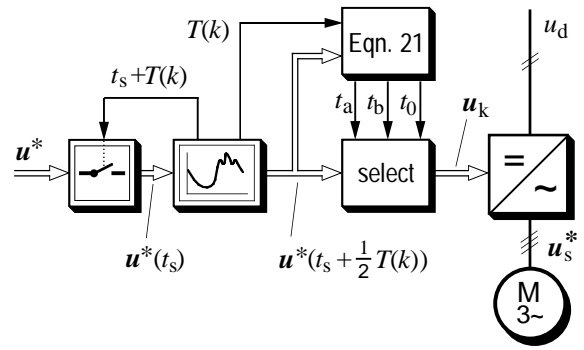 T(k)
Eqn. 21
u_d
t_s + T(k)
t_a t_b t_0
u_k
u*
select
=
~
u*(t_s)
u*(t_s + 1/2 T(k))
u_s*
M
3~